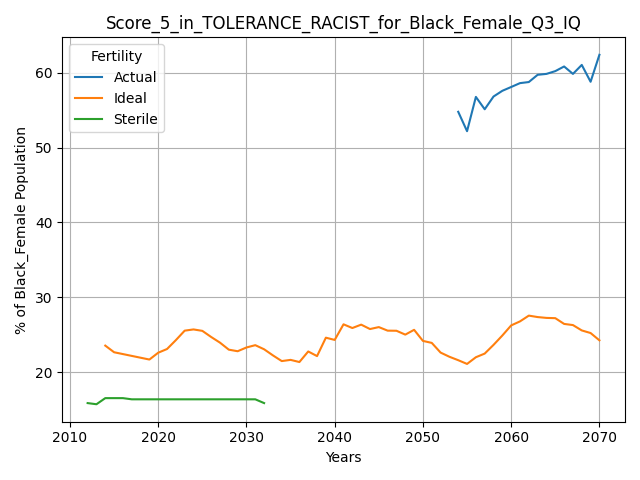 Score_5_in_TOLERANCE_RACIST_for_Black_Female_Q3_IQ
Fertility
Actual
Ideal
Sterile
% of Black_Female Population
60
50
40
30
20
2010
2020
2030
2040
2050
2060
2070
Years